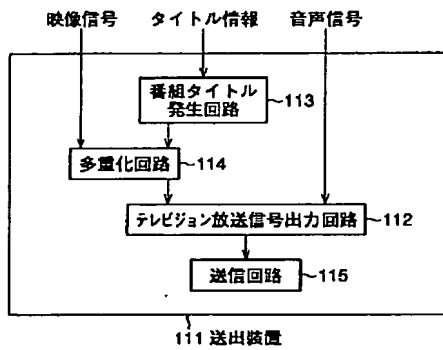 映像信号 タイトル情報 音声信号
番組タイトル
発生回路
113
多重化回路
114
テレビジョン放送信号出力回路
112
送信回路
115
111 送出装置